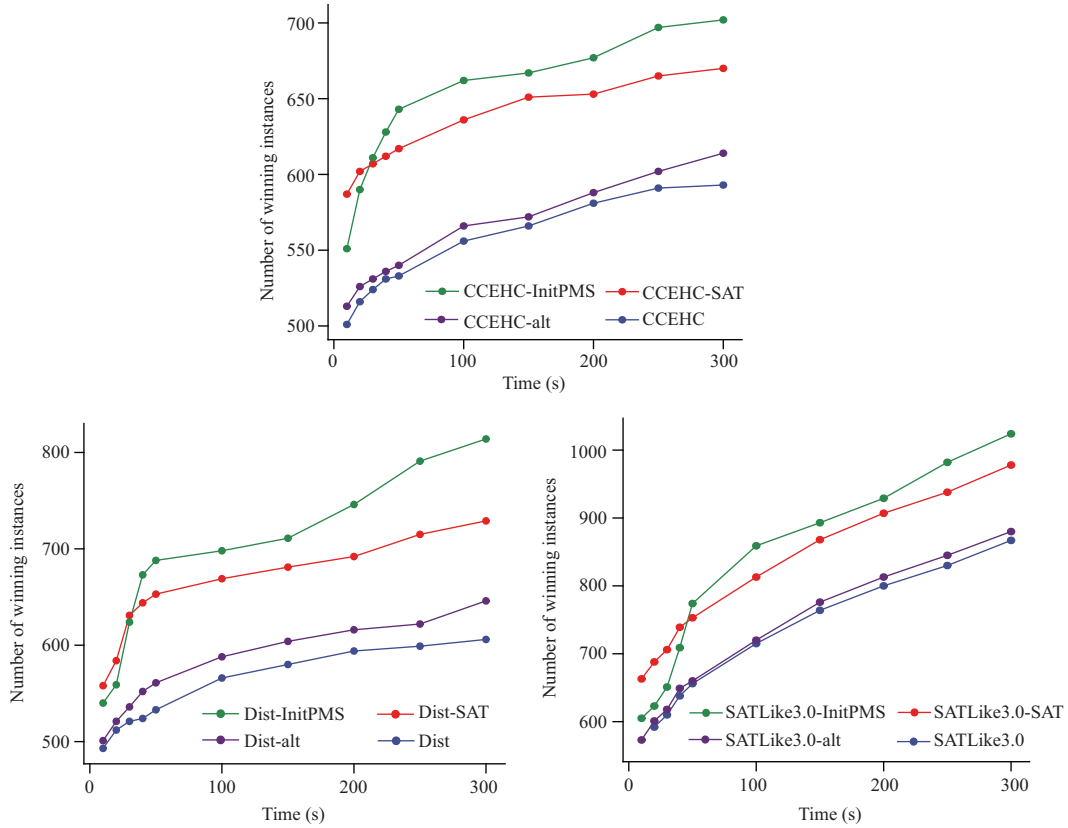 Number of winning instances
700
650
600
550
500
CCEHC-InitPMS
CCEHC-SAT
CCEHC-alt
CCEHC
0
100
200
300
Time (s)
Number of winning instances
800
700
600
500
Dist-InitPMS
Dist-SAT
Dist-alt
Dist
0
100
200
300
Time (s)
Number of winning instances
1000
900
800
700
600
SATLike3.0-InitPMS
SATLike3.0-SAT
SATLike3.0-alt
SATLike3.0
0
100
200
300
Time (s)